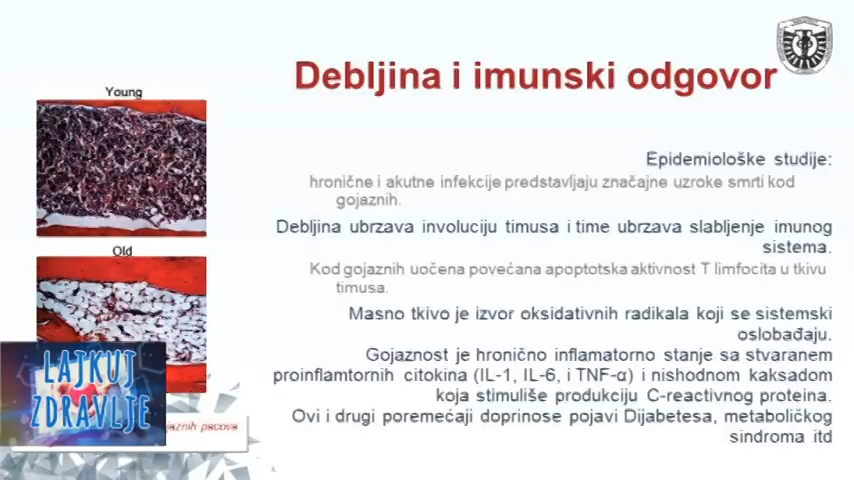 Debljina i imunski odgovor
Young
Old
LAJKUJ
ZDRAVLJE
pacova
Epidemiološke studije:
hronične i akutne infekcije predstavljaju značajne uzroke smrti kod
gojaznih.
Debljina ubrzava involuciju timusa i time ubrzava slabljenje imunog
sistema.
Kod gojaznih uočena povećana apoptotska aktivnost T limfocita u tkivu
timusa.
Masno tkivo je izvor oksidativnih radikala koji se sistemski
oslobađaju.
Gojaznost je hronično inflamatorno stanje sa stvaranem
proinflamtornih citokina (IL-1, IL-6, i TNF-α) i nishodnom kaksadom
koja stimuliše produkciju C-reactivnog proteina.
Ovi i drugi poremećaji doprinose pojavi Dijabetesa, metaboličkog
sindroma itd